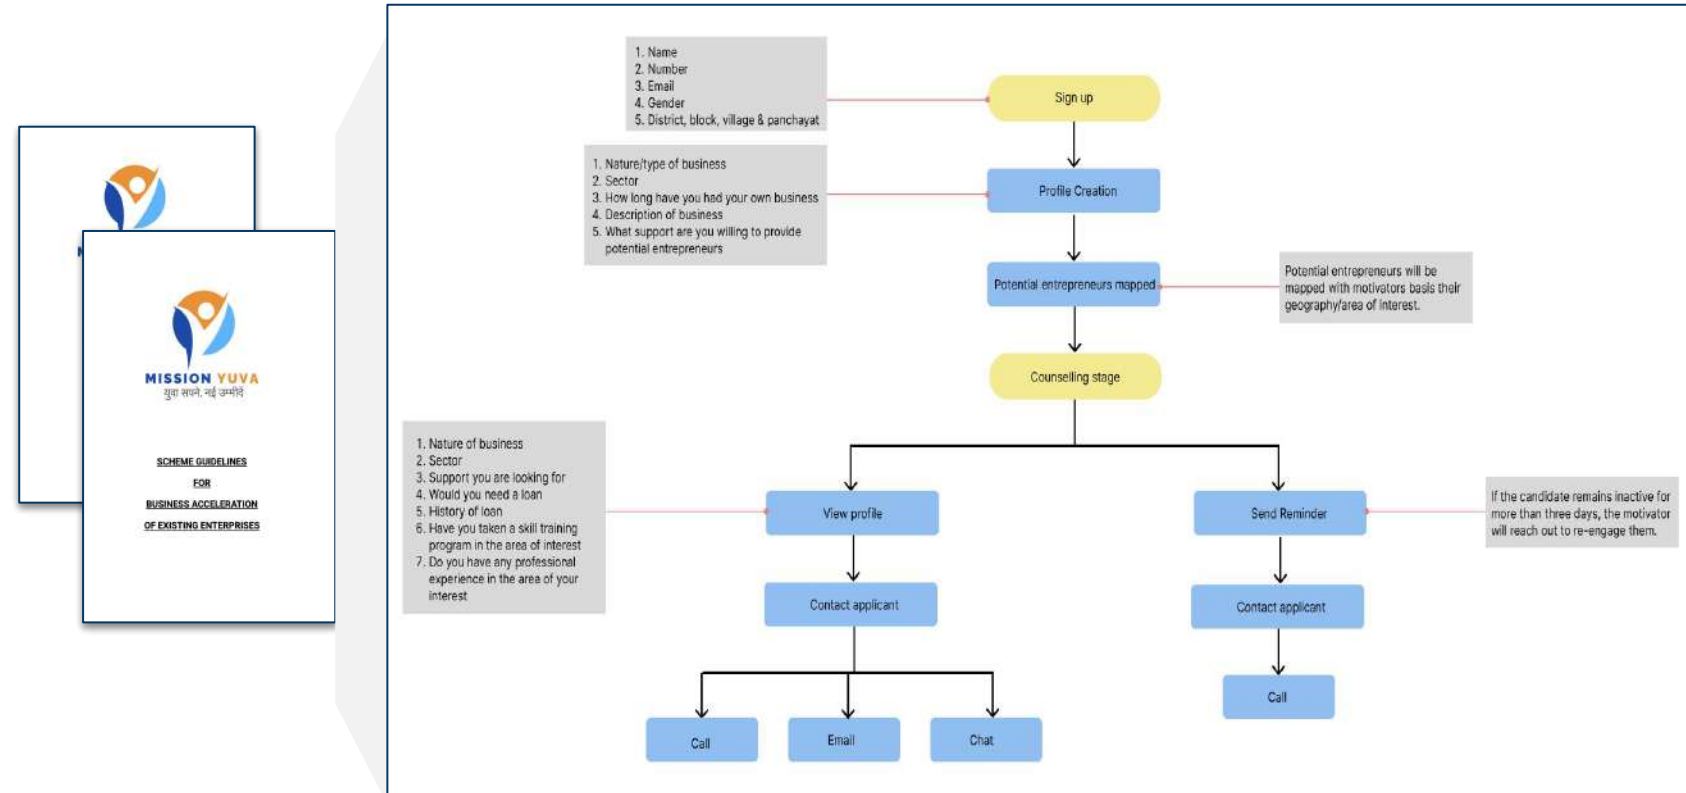 MISSION YUVA
युवा सपने, नई उम्मीदें
SCHEME GUIDELINES
FOR
BUSINESS ACCELERATION
OF EXISTING ENTERPRISES
1. Name
2. Number
3. Email
4. Gender
5. District, block, village & panchayat
Sign up
1. Nature/type of business
2. Sector
3. How long have you had your own business
4. Description of business
5. What support are you willing to provide
potential entrepreneurs
Profile Creation
Potential entrepreneurs mapped
Potential entrepreneurs will be
mapped with motivators basis their
geography/area of interest.
Counselling stage
1. Nature of business
2. Sector
3. Support you are looking for
4. Would you need a loan
5. History of loan
6. Have you taken a skill training
program in the area of interest
7. Do you have any professional
experience in the area of your
interest
View profile
Send Reminder
If the candidate remains inactive for
more than three days, the motivator
will reach out to re-engage them.
Contact applicant
Contact applicant
Call
Email
Chat
Call